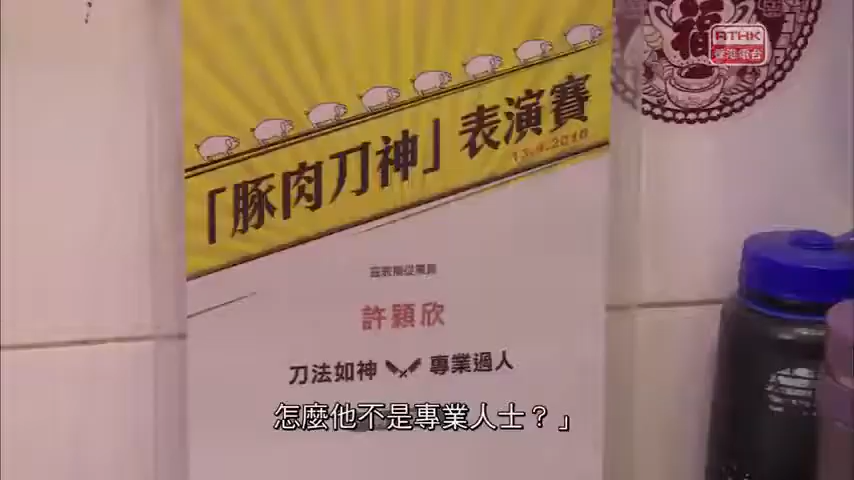 福
RTHK
香港電台
「豚肉刀神」表演賽
13.4.2016
許穎欣
刀法如神 專業過人
怎麼他不是專業人士？」